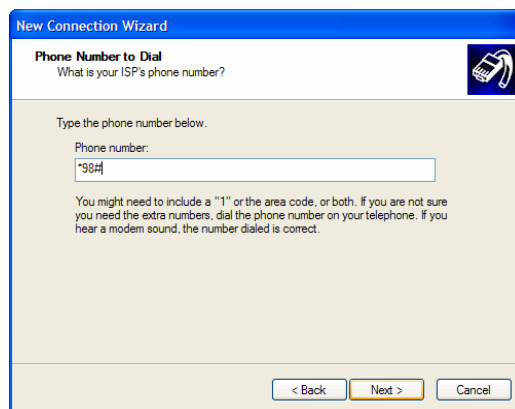 New Connection Wizard
Phone Number to Dial
What is your ISP's phone number?
Type the phone number below.
Phone number:
*98#
You might need to include a "1" or the area code, or both. If you are not sure
you need the extra numbers, dial the phone number on your telephone. If you
hear a modem sound, the number dialed is correct.
< Back
Next >
Cancel